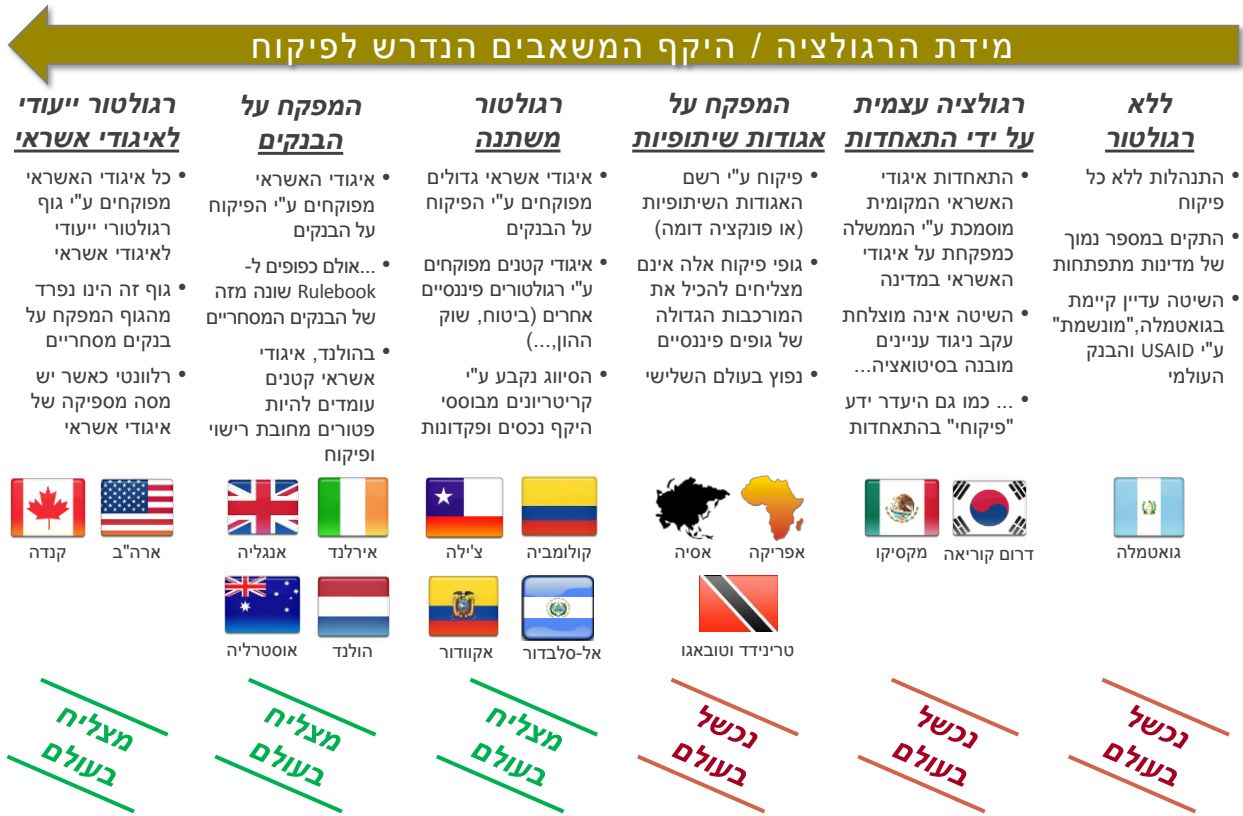 מידת הרגולציה / היקף המשאבים הנדרש לפיקוח
ללא
רגולטור
• התנהלות ללא כל
פיקוח
• התקים במספר נמוך
של מדינות מתפתחות
• השיטה עדיין קיימת
בגואטמלה,"מונשמת"
ע"י USAID והבנק
העולמי
גואטמלה
נכשל
בעולם
רגולציה עצמית
על ידי התאחדות
• התאחדות איגודי
האשראי המקומית
מוסמכת ע"י הממשלה
כמפקחת על איגודי
האשראי במדינה
• השיטה אינה מוצלחת
עקב ניגוד עניינים
מובנה בסיטואציה...
• ... כמו גם היעדר ידע
"פיקוחי" בהתאחדות
דרום קוריאה
מקסיקו
נכשל
בעולם
המפקח על
אגודות שיתופיות
• פיקוח ע"י רשם
האגודות השיתופיות
(או פונקציה דומה)
• גופי פיקוח אלה אינם
מצליחים להכיל את
המורכבות הגדולה
של גופים פיננסיים
• נפוץ בעולם השלישי
אפריקה
אסיה
טרינידד וטובאגו
נכשל
בעולם
רגולטור
משתנה
• איגודי אשראי גדולים
מפוקחים ע"י הפיקוח
על הבנקים
• איגודי קטנים מפוקחים
ע"י רגולטורים פיננסיים
אחרים (ביטוח, שוק
ההון,...)
• הסיווג נקבע ע"י
קריטריונים מבוססי
היקף נכסים ופקדונות
קולומביה
צ'ילה
אל-סלבדור
אקוודור
מצליח
בעולם
המפקח על
הבנקים
• איגודי האשראי
מפוקחים ע"י הפיקוח
על הבנקים
• ...אולם כפופים ל-
Rulebook שונה מזה
של הבנקים המסחריים
• בהולנד, איגודי
אשראי קטנים
עומדים להיות
פטורים מחובת רישוי
ופיקוח
אירלנד
אנגליה
הולנד
אוסטרליה
מצליח
בעולם
רגולטור ייעודי
לאיגודי אשראי
• כל איגודי האשראי
מפוקחים ע"י גוף
רגולטורי ייעודי
לאיגודי אשראי
• גוף זה הינו נפרד
מהגוף המפקח על
בנקים מסחריים
• רלוונטי כאשר יש
מסה מספיקה של
איגודי אשראי
ארה"ב
קנדה
מצליח
בעולם